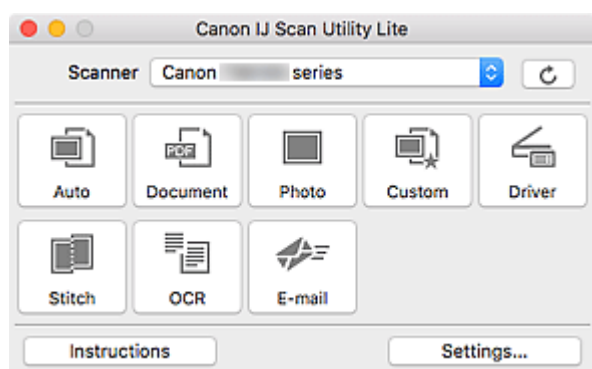 Canon IJ Scan Utility Lite
Scanner Canon series
Auto Document Photo Custom Driver
PDF
Stitch OCR E-mail
Instructions Settings...